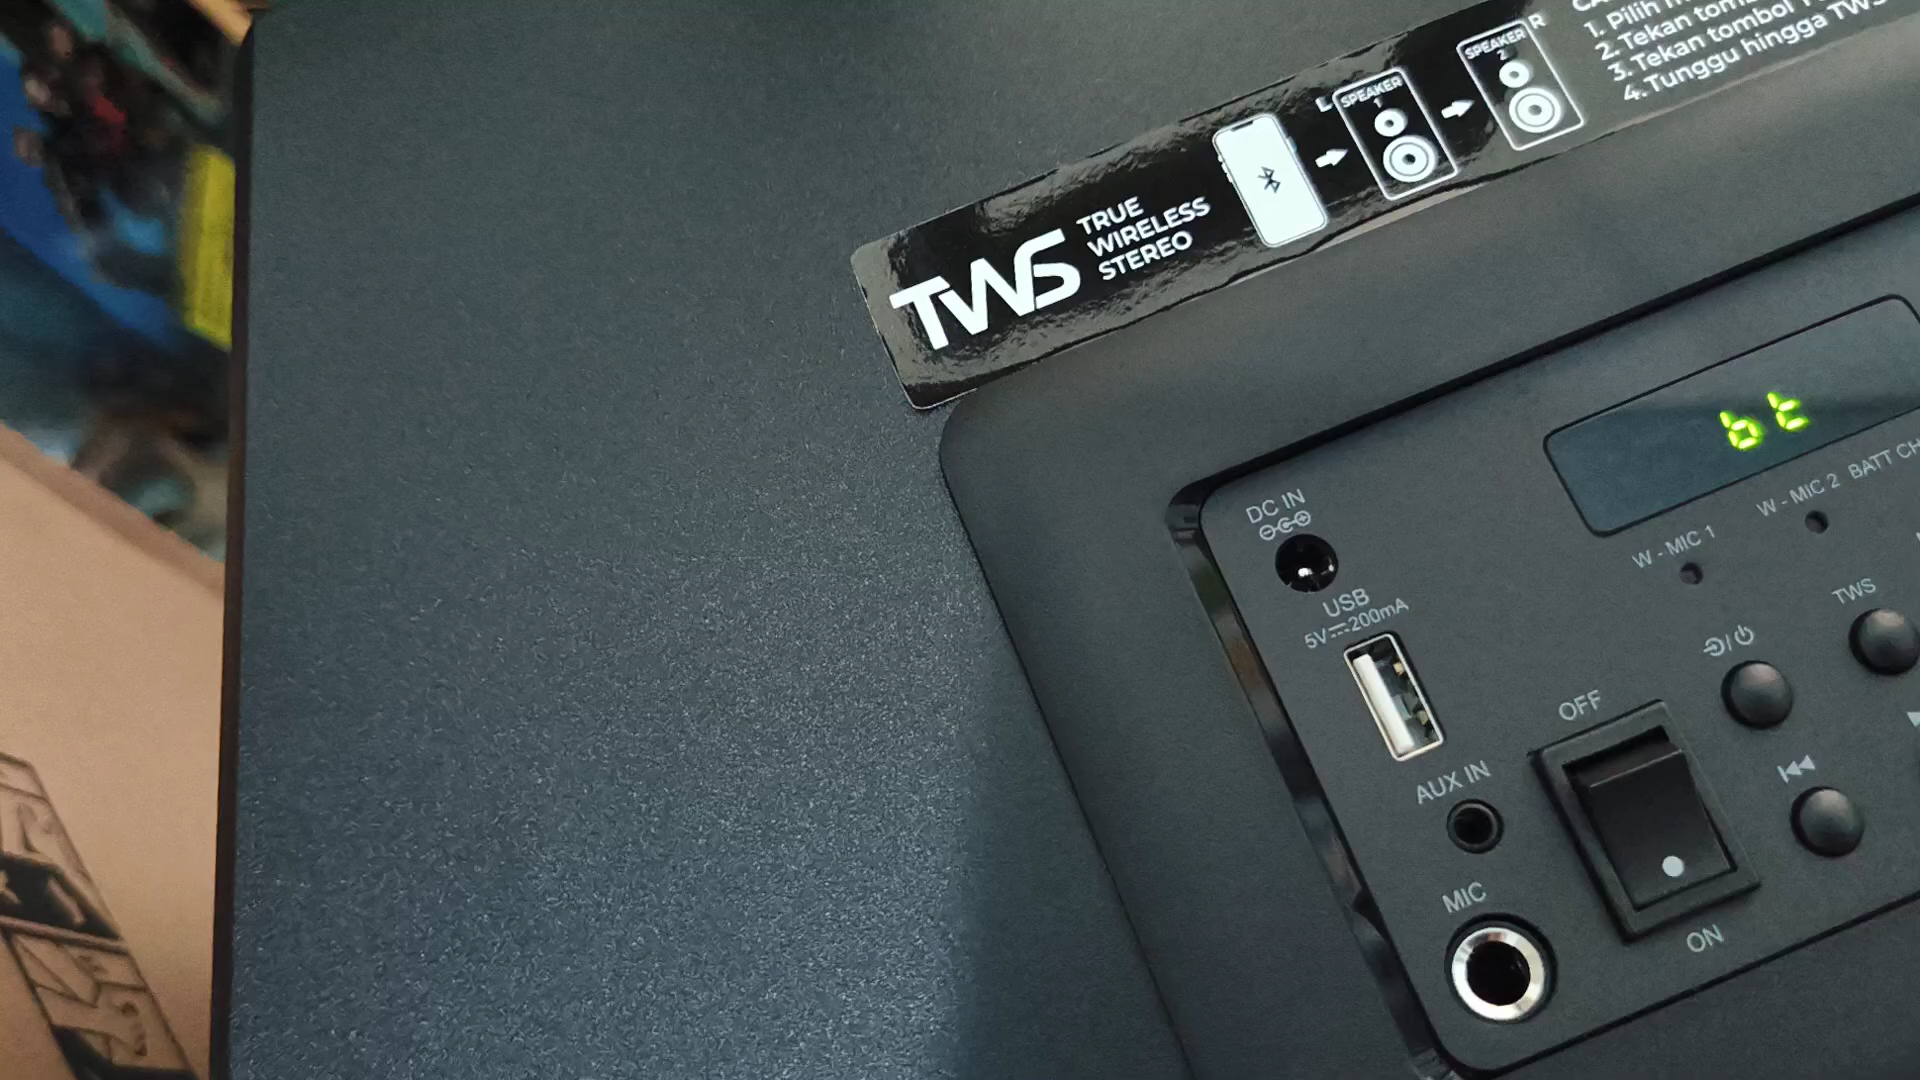 TWS
TRUE
WIRELESS
STEREO
L
SPEAKER
1
SPEAKER
2
R
1. Pilih
2. Tekan
3. Tekan tombol
4. Tunggu hingga TWS
bt
DC IN
USB
5V 200mA
AUX IN
MIC
W - MIC 1
W - MIC 2
BATT
TWS
OFF
ON